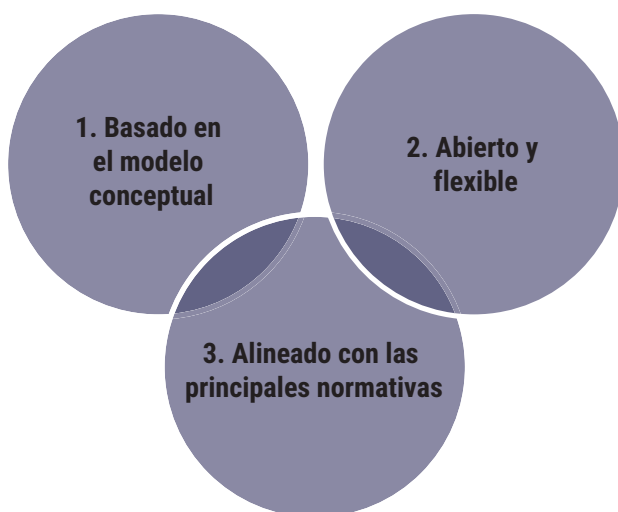 1. Basado en
el modelo
conceptual
2. Abierto y
flexible
3. Alineado con las
principales normativas